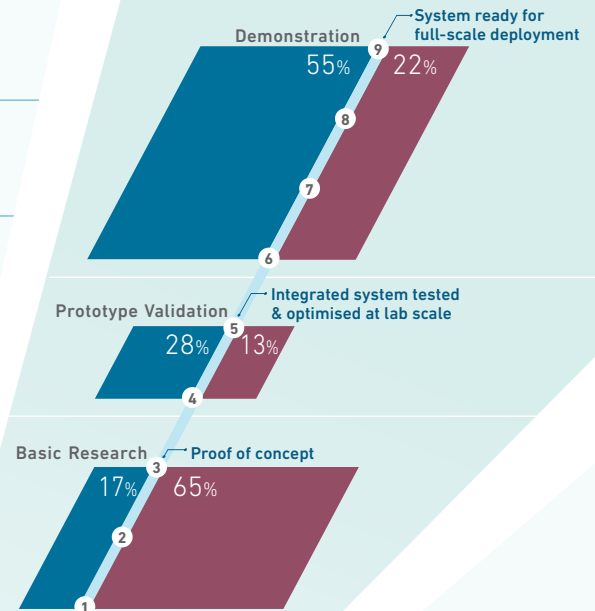 System ready for
full-scale deployment
Demonstration
9
55%
22%
8
7
6
Integrated system tested
& optimised at lab scale
Prototype Validation
5
28%
13%
4
Basic Research
Proof of concept
3
17%
65%
2
1